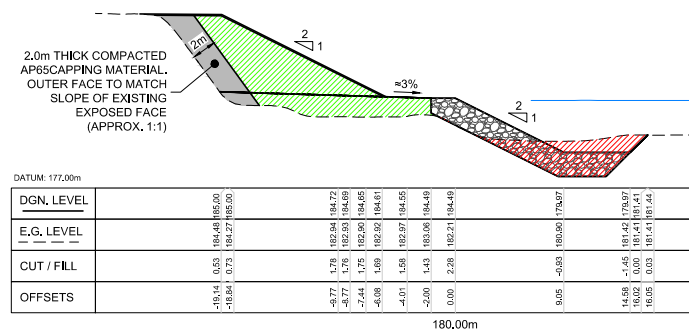 2
1
2m
2.0m THICK COMPACTED
AP65CAPPING MATERIAL.
OUTER FACE TO MATCH
SLOPE OF EXISTING
EXPOSED FACE
(APPROX. 1:1)
≈3%
2
1
DATUM: 177.00m
DGN. LEVEL 185.00 185.00 184.72 184.69 184.65 184.61 184.55 184.49 184.49 179.97 179.97 181.41 181.44
E.G. LEVEL 184.48 184.27 182.94 182.93 182.90 182.92 182.97 183.06 182.21 180.90 181.42 181.41 181.41
CUT / FILL 0.53 0.73 1.78 1.76 1.75 1.69 1.58 1.43 2.28 -0.93 -1.45 0.00 0.03
OFFSETS -19.14 -18.84 -9.77 -8.77 -7.44 -6.08 -4.01 -2.00 0.00 9.05 14.58 16.02 16.05
180.00m